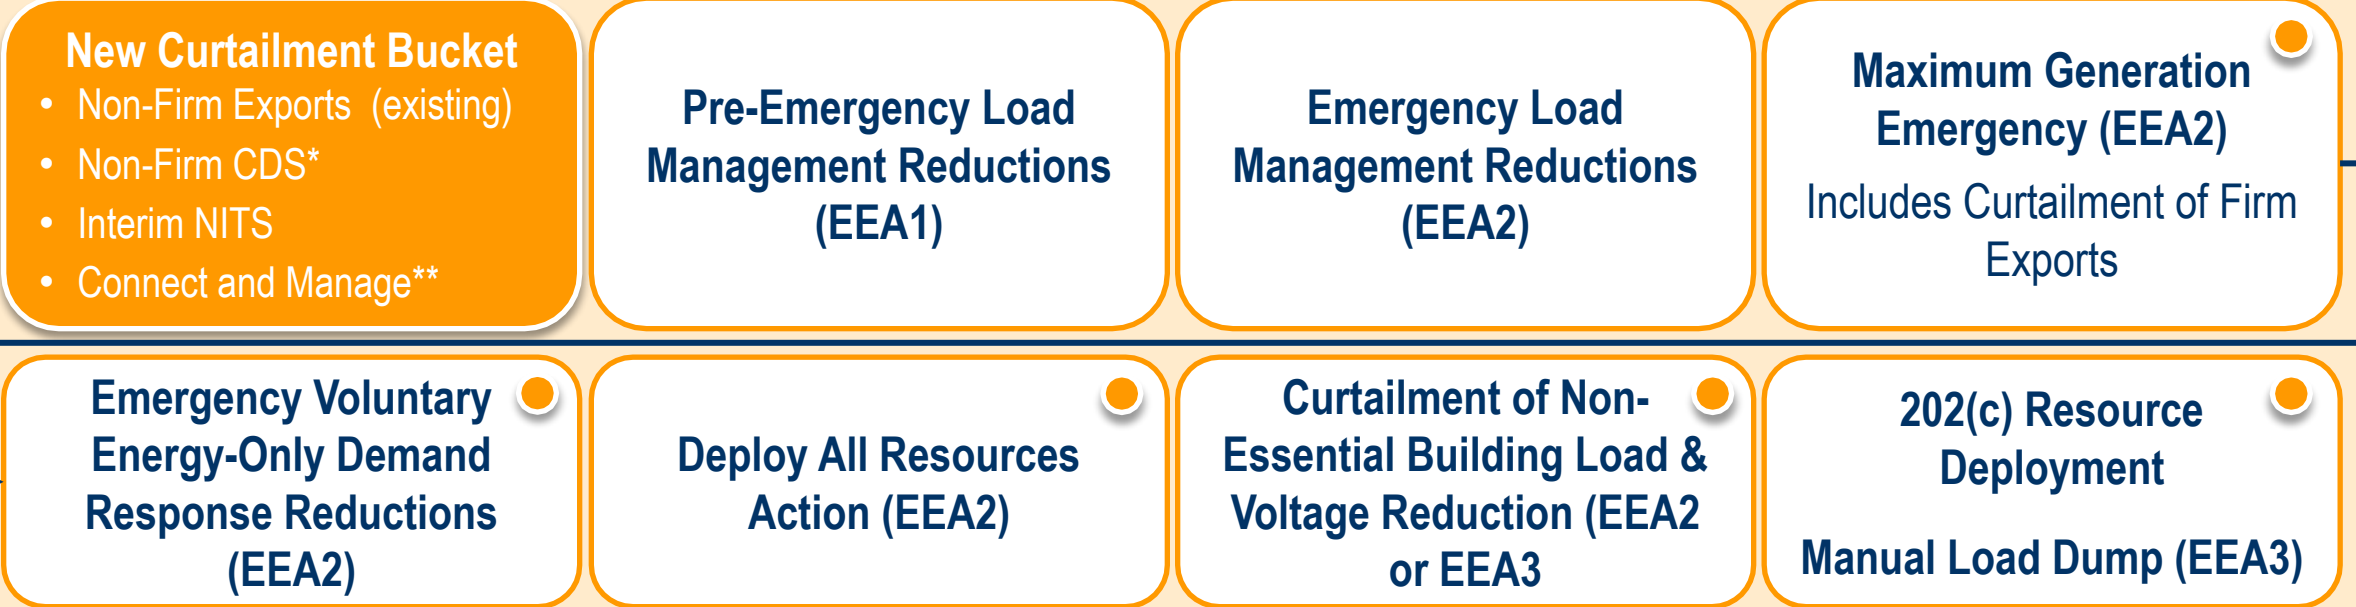 New Curtailment Bucket
• Non-Firm Exports (existing)
• Non-Firm CDS*
• Interim NITS
• Connect and Manage**
Pre-Emergency Load
Management Reductions
(EEA1)
Emergency Load
Management Reductions
(EEA2)
Maximum Generation
Emergency (EEA2)
Includes Curtailment of Firm
Exports
Emergency Voluntary
Energy-Only Demand
Response Reductions
(EEA2)
Deploy All Resources
Action (EEA2)
Curtailment of Non-
Essential Building Load &
Voltage Reduction (EEA2
or EEA3
202(c) Resource
Deployment
Manual Load Dump (EEA3)